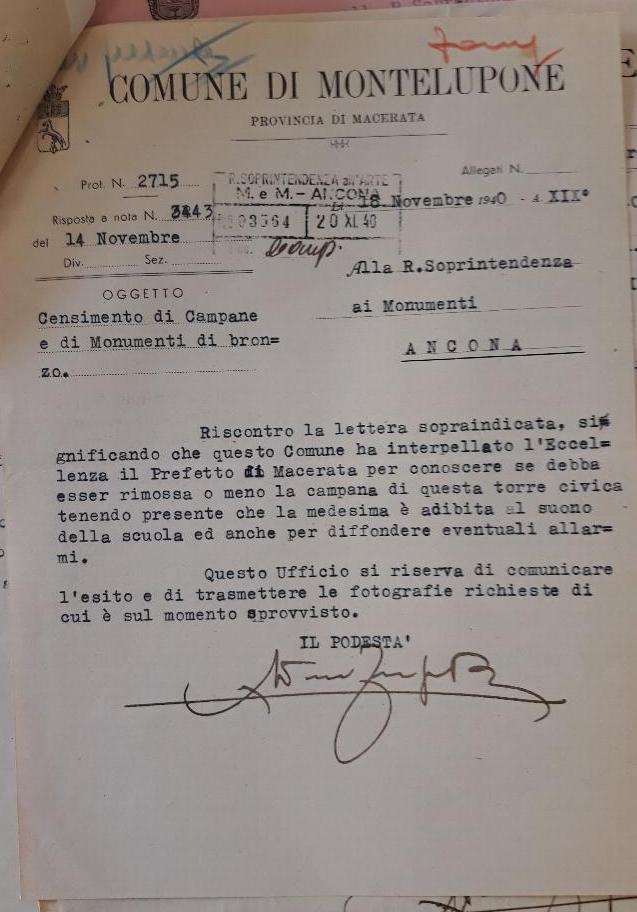 COMUNE DI MONTELUPONE
PROVINCIA DI MACERATA
Prot. N. 2715
Allegati N.
R. SOPRINTENDENZA all'ARTE
M. e M. - ANCONA
18 Novembre 1940 - A. XIX°
Risposta a nota N. 3443
03564 20 XI. 40
del 14 Novembre
Div. Sez.
Alla R.Soprintendenza
OGGETTO
ai Monumenti
Censimento di Campane
e di Monumenti di bron=
ANCONA
zo.
Riscontro la lettera sopraindicata, si
gnificando che questo Comune ha interpellato l'Eccel=
lenza il Prefetto di Macerata per conoscere se debba
esser rimossa o meno la campana di questa torre civica
tenendo presente che la medesima è adibita al suono
della scuola ed anche per diffondere eventuali allar=
mi.
Questo Ufficio si riserva di comunicare
l'esito e di trasmettere le fotografie richieste di
cui è sul momento sprovvisto.
IL PODESTA'